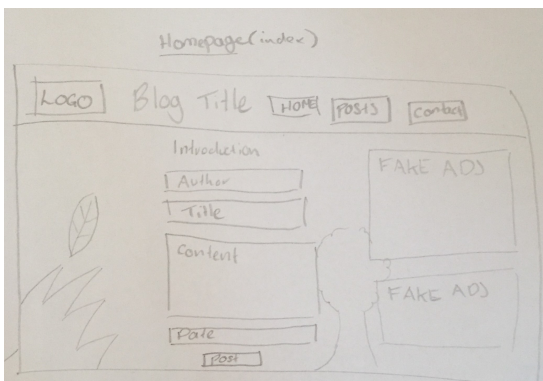 Homepage (index)
LOGO Blog Title HOME POSTS Contact
Introduction
Author
Title
Content
Date
Post
FAKE ADS
FAKE ADS